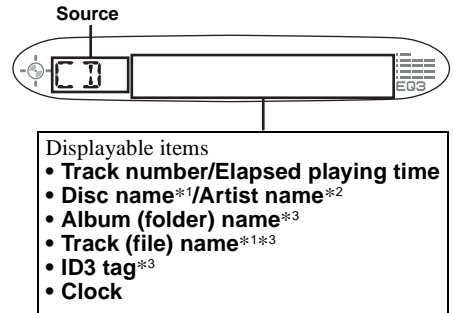 Source
CD
EQ3
Displayable items
• Track number/Elapsed playing time
• Disc name*1/Artist name*2
• Album (folder) name*3
• Track (file) name*1*3
• ID3 tag*3
• Clock